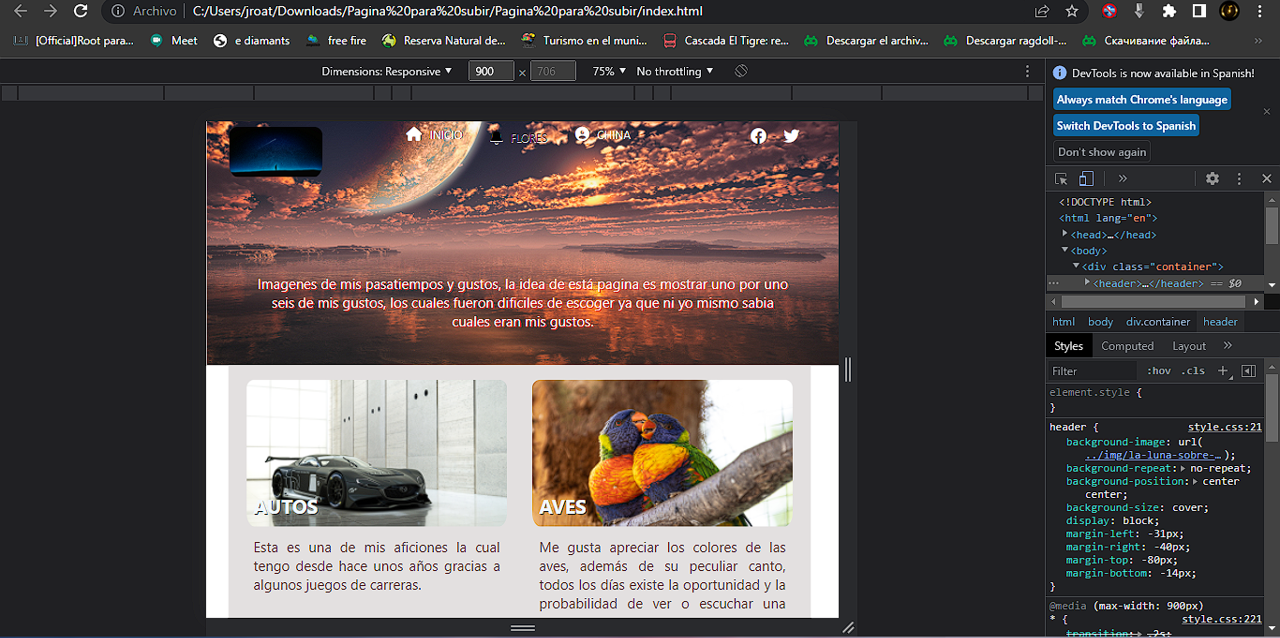 Archivo C:/Users/jroat/Downloads/Pagina%20para%20subir/Pagina%20para%20subir/index.html
[Official]Root para... Meet e diamants free fire Reserva Natural de... Turismo en el muni... Cascada El Tigre: re... Descargar el archiv... Descargar ragdoll-... Скачивание файла... »
Dimensions: Responsive ▼ 900 × 706 75% ▼ No throttling ▼
INICIO FLORES CHINA
Imagenes de mis pasatiempos y gustos, la idea de está pagina es mostrar uno por uno
seis de mis gustos, los cuales fueron dificiles de escoger ya que ni yo mismo sabia
cuales eran mis gustos.
AUTOS
Esta es una de mis aficiones la cual
tengo desde hace unos años gracias a
algunos juegos de carreras.
AVES
Me gusta apreciar los colores de las
aves, además de su peculiar canto,
todos los días existe la oportunidad y la
probabilidad de ver o escuchar una
DevTools is now available in Spanish!
Always match Chrome's language
Switch DevTools to Spanish
Don't show again
»
<!DOCTYPE html>
<html lang="en">
<head>…</head>
<body>
<div class="container">
<header>…</header> == $0
html body div.container header
Styles Computed Layout »
Filter :hov .cls +
element.style {
}
header { style.css:21
background-image: url(
../img/la-luna-sobre-… );
background-repeat: no-repeat;
background-position: center
center;
background-size: cover;
display: block;
margin-left: -31px;
margin-right: -40px;
margin-top: -80px;
margin-bottom: -14px;
}
@media (max-width: 900px)
* { style.css:221
transition: .2s;